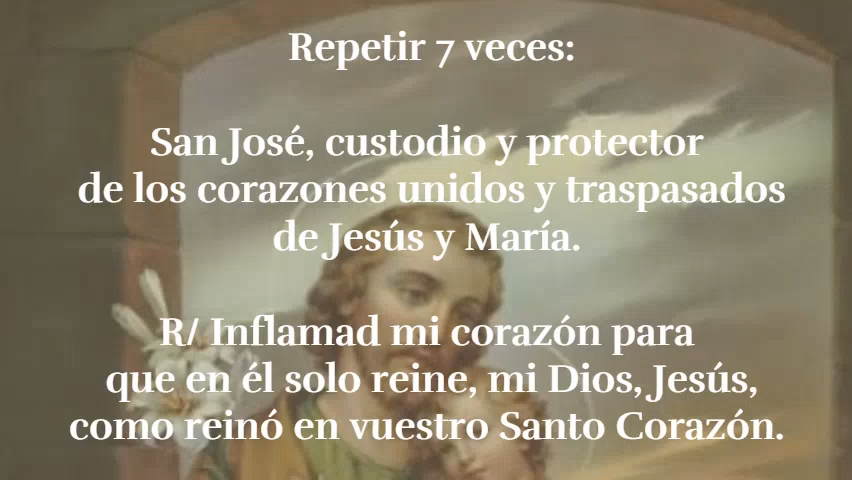 Repetir 7 veces:
San José, custodio y protector
de los corazones unidos y traspasados
de Jesús y María.
R/ Inflamad mi corazón para
que en él solo reine, mi Dios, Jesús,
como reinó en vuestro Santo Corazón.